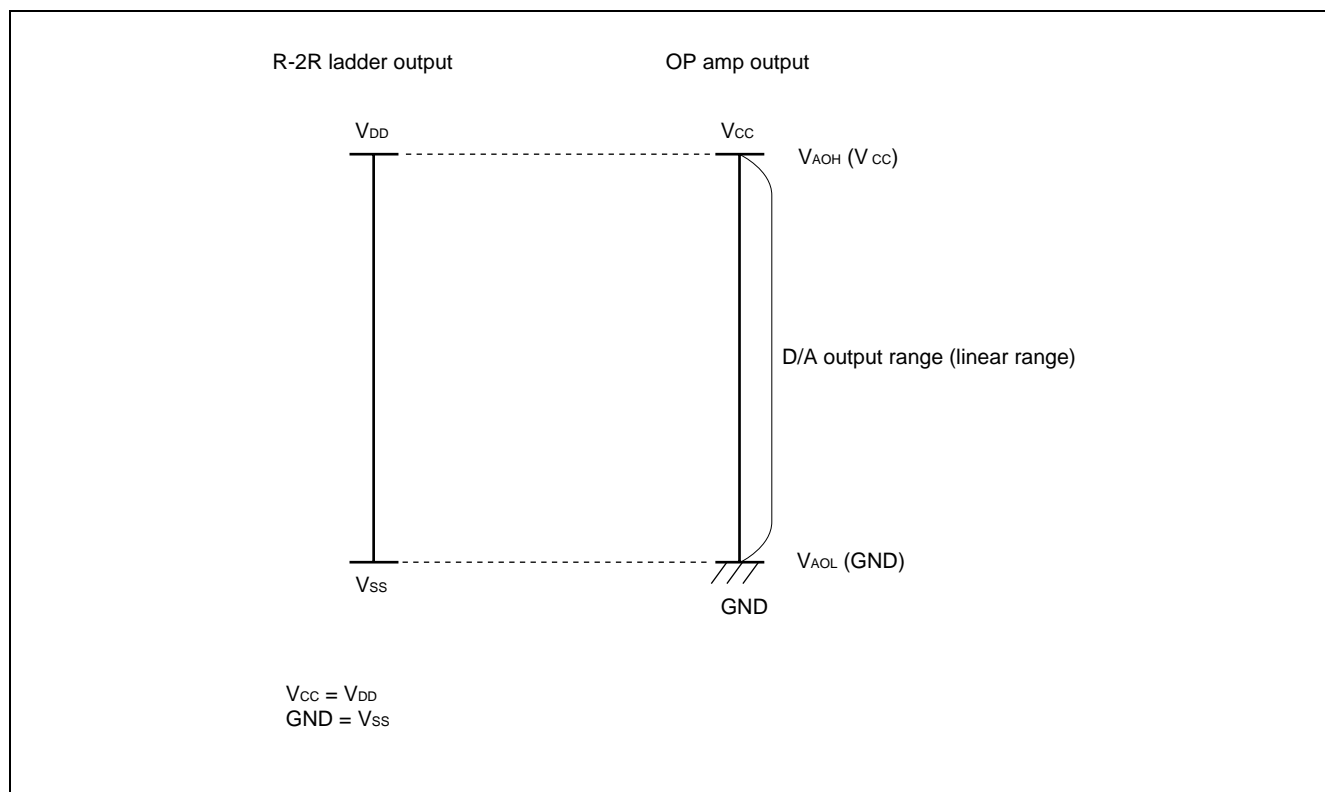 R-2R ladder output
OP amp output
VDD
VCC
VAOH (VCC)
D/A output range (linear range)
VSS
VAOL (GND)
GND
VCC = VDD
GND = VSS